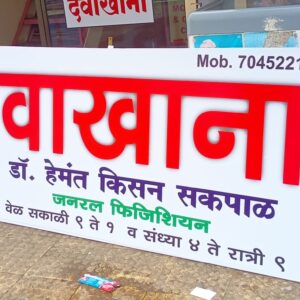 दवाखाना
Mob. 7045221
वाखाना
डॉ. हेमंत किसन सकपाळ
जनरल फिजिशियन
वेळ सकाळी ९ ते १ व संध्या ४ ते रात्री ९